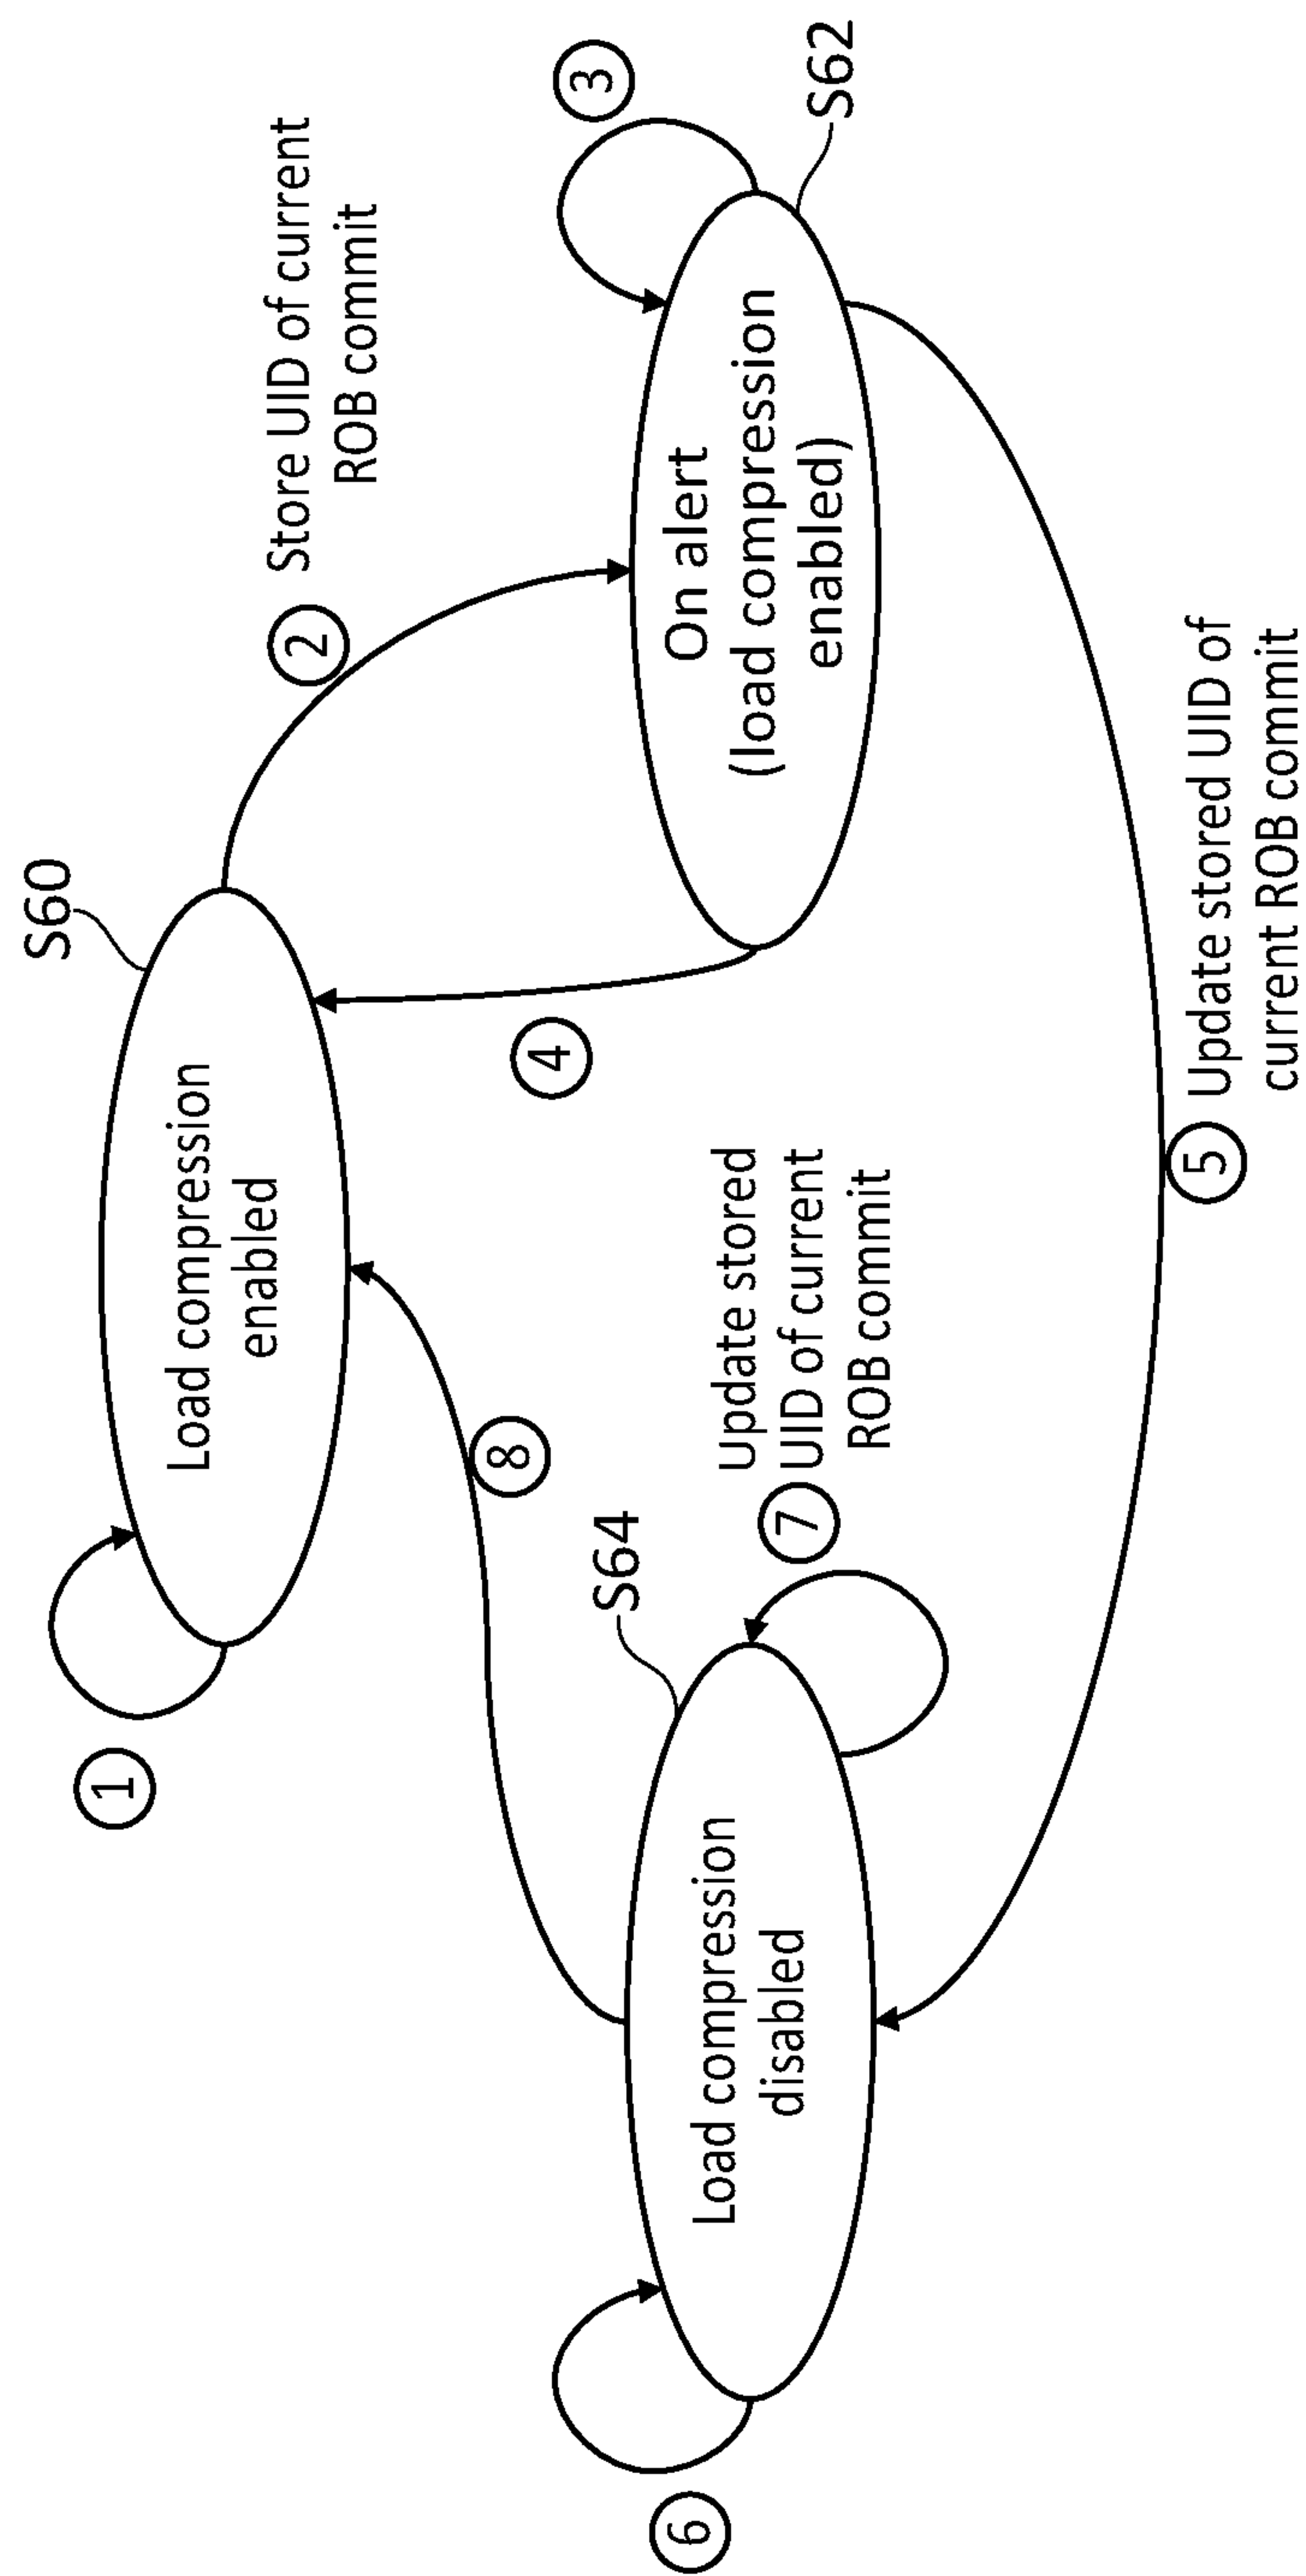 S60
Load compression
enabled
1
2
Store UID of current
ROB commit
3
S62
On alert
(load compression
enabled)
4
8
S64
Load compression
disabled
6
7
Update stored
UID of current
ROB commit
5
Update stored UID of
current ROB commit